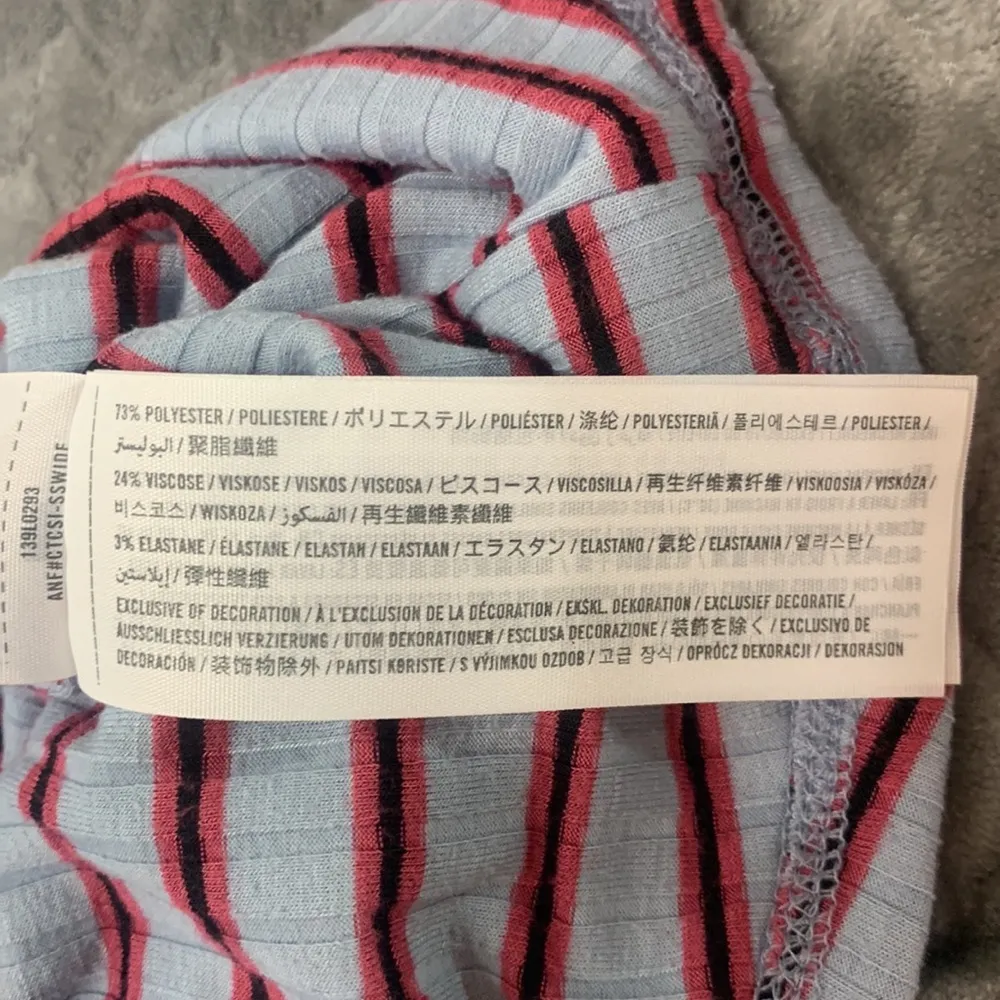 73% POLYESTER / POLIESTERE / ポリエステル / POLIÉSTER / 涤纶 / POLYESTERIÄ / 폴리에스테르 / POLIESTER /
البوليستر / 聚脂纖維
24% VISCOSE / VISKOSE / VISKOS / VISCOSA / ビスコース / VISCOSILLA / 再生纤维素纤维 / VISKOOSIA / VISKÓZA /
비스코스 / WISKOZA / الفسكوز / 再生纖維素纖維
3% ELASTANE / ÉLASTANE / ELASTAN / ELASTAAN / エラスタン / ELASTANO / 氨纶 / ELASTAANIA / 엘라스탄 /
إيلاستين / 彈性纖維
EXCLUSIVE OF DECORATION / À L'EXCLUSION DE LA DÉCORATION / EKSKL. DEKORATION / EXCLUSIEF DECORATIE /
AUSSCHLIESSLICH VERZIERUNG / UTOM DEKORATIONEN / ESCLUSA DECORAZIONE / 装飾を除く / EXCLUSIVO DE
DECORACIÓN / 装饰物除外 / PAITSI KORISTE / S VÝJIMKOU OZDOB / 고급 장식 / OPRÓCZ DEKORACJI / DEKORASJON
139L0293
ANF#CTCSI-SSWIDE